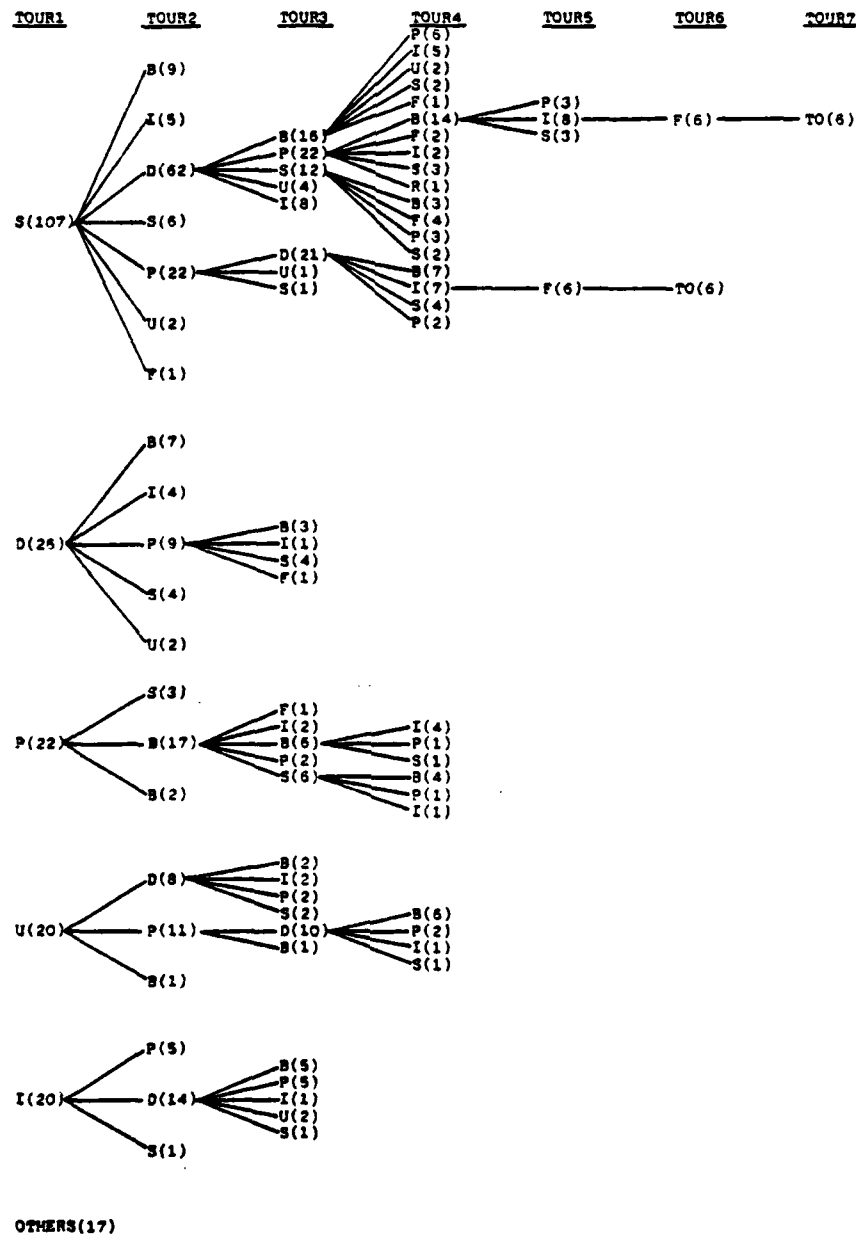 TOUR1 TOUR2 TOUR3 TOUR4 TOUR5 TOUR6 TOUR7
P(6)
I(5)
B(9) U(2)
S(2)
F(1) P(3)
I(5) B(14) I(8) F(6) TO(6)
B(16) F(2) S(3)
P(22) I(2)
D(62) S(12) S(3)
U(4) R(1)
I(8) B(3)
S(107) S(6) F(4)
P(3)
D(21) S(2)
P(22) U(1) B(7)
S(1) I(7) F(6) TO(6)
S(4)
U(2) P(2)
F(1)
B(7)
I(4)
B(3)
D(26) P(9) I(1)
S(4)
F(1)
S(4)
U(2)
S(3)
F(1)
I(2) I(4)
P(22) B(17) B(6) P(1)
P(2) S(1)
S(6) B(4)
B(2) P(1)
I(1)
B(2)
D(8) I(2)
P(2)
S(2) B(6)
U(20) P(11) D(10) P(2)
B(1) I(1)
S(1)
B(1)
P(5)
B(5)
P(5)
I(20) D(14) I(1)
U(2)
S(1)
S(1)
OTHERS(17)